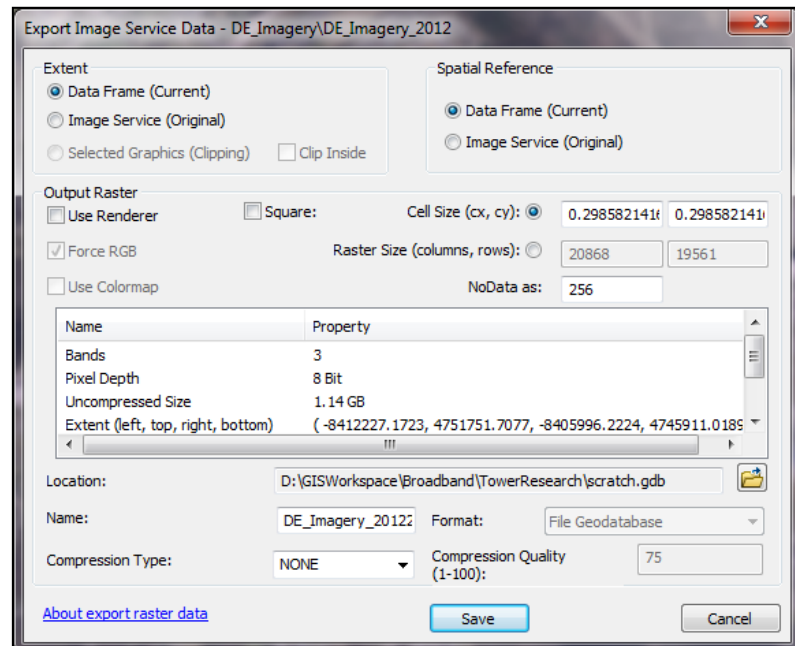 Export Image Service Data - DE_Imagery\DE_Imagery_2012
Extent
Data Frame (Current)
Image Service (Original)
Selected Graphics (Clipping)
Clip Inside
Spatial Reference
Data Frame (Current)
Image Service (Original)
Output Raster
Use Renderer
Square:
Cell Size (cx, cy):
0.298582141
0.298582141
Force RGB
Raster Size (columns, rows):
20868
19561
Use Colormap
NoData as:
256
Name Property
Bands 3
Pixel Depth 8 Bit
Uncompressed Size 1.14 GB
Extent (left, top, right, bottom) ( -8412227.1723, 4751751.7077, -8405996.2224, 4745911.0189
Location:
D:\GISWorkspace\Broadband\TowerResearch\scratch.gdb
Name:
DE_Imagery_20122
Format:
File Geodatabase
Compression Type:
NONE
Compression Quality
(1-100):
75
About export raster data
Save
Cancel